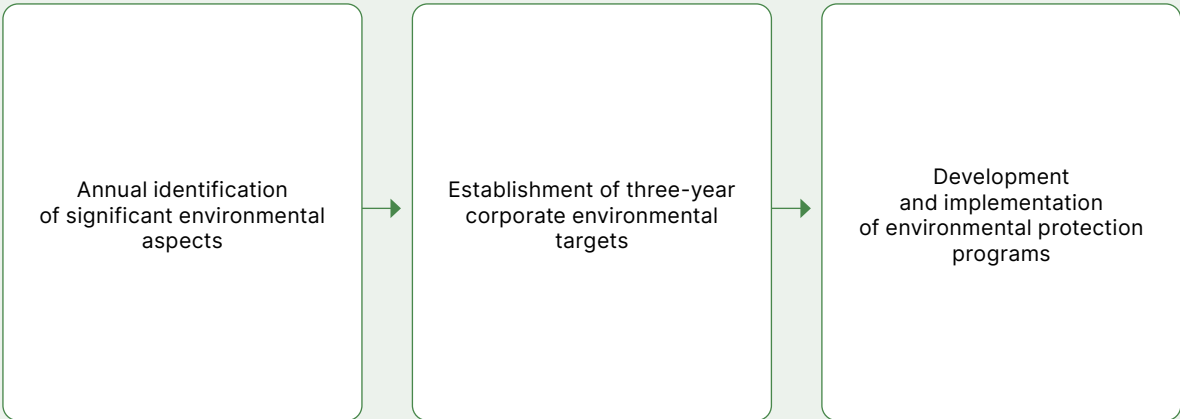 Annual identification
of significant environmental
aspects
Establishment of three-year
corporate environmental
targets
Development
and implementation
of environmental protection
programs